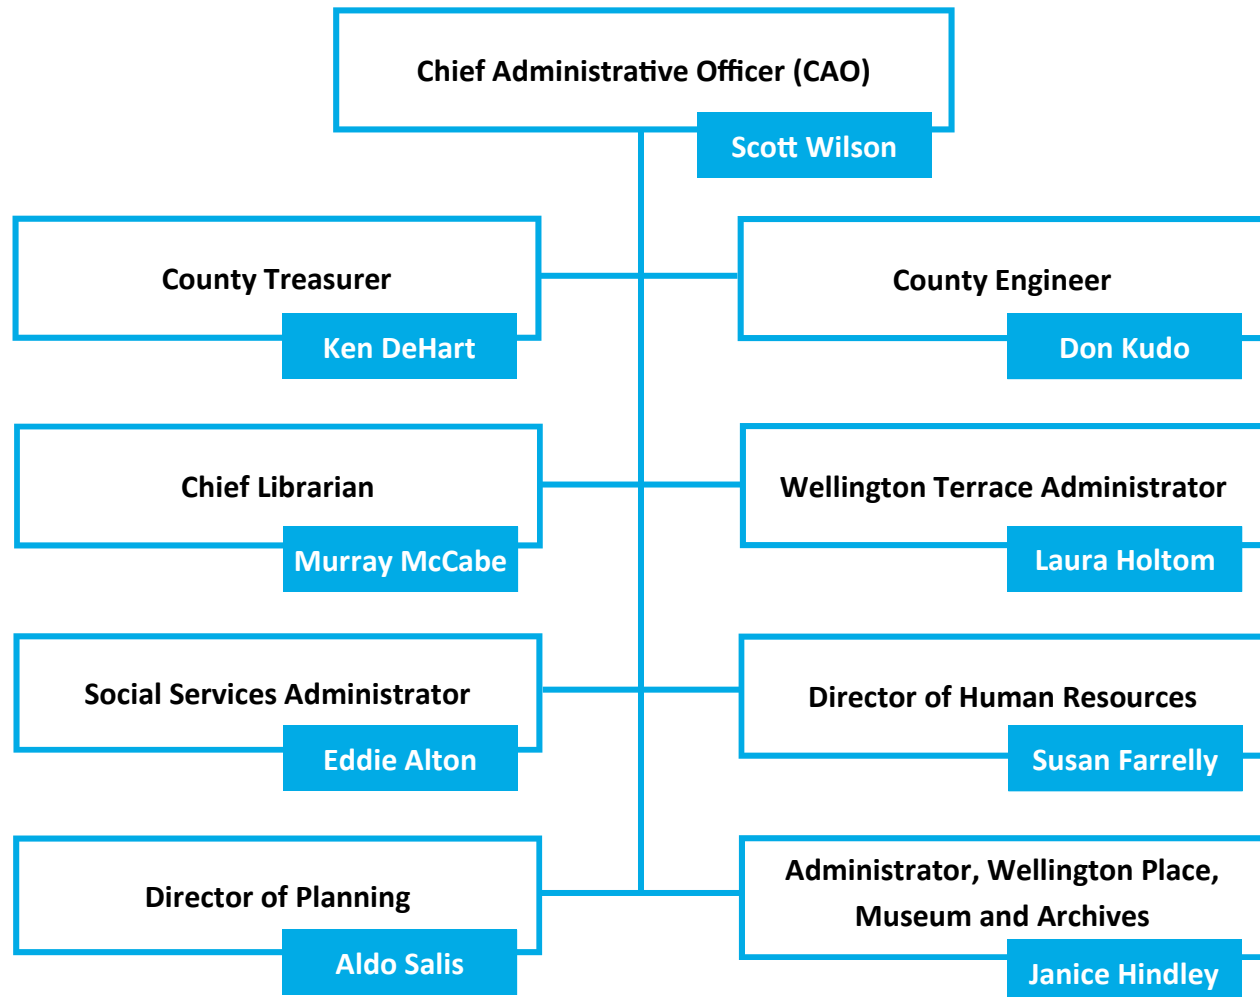 Chief Administrative Officer (CAO)
Scott Wilson
County Treasurer
Ken DeHart
County Engineer
Don Kudo
Chief Librarian
Murray McCabe
Wellington Terrace Administrator
Laura Holtom
Social Services Administrator
Eddie Alton
Director of Human Resources
Susan Farrelly
Director of Planning
Aldo Salis
Administrator, Wellington Place,
Museum and Archives
Janice Hindley